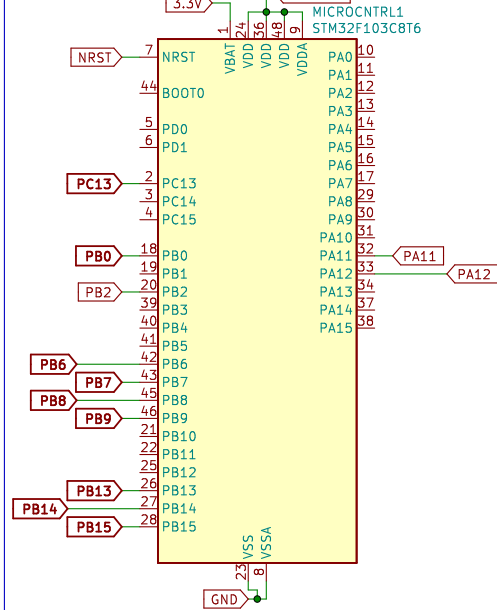 3.3V
MICROCNTRL1
STM32F103C8T6
1 24 36 48 9
VBAT VDD VDD VDD VDDA
NRST 7 NRST PA0 10
PA1 11
44 BOOT0 PA2 12
PA3 13
5 PD0 PA4 14
6 PD1 PA5 15
PA6 16
PC13 2 PC13 PA7 17
3 PC14 PA8 29
4 PC15 PA9 30
PA10 31
PB0 18 PB0 PA11 32 PA11
19 PB1 PA12 33 PA12
PB2 20 PB2 PA13 34
39 PB3 PA14 37
40 PB4 PA15 38
41 PB5
PB6 42 PB6
PB7 43 PB7
PB8 45 PB8
PB9 46 PB9
21 PB10
22 PB11
25 PB12
PB13 26 PB13
PB14 27 PB14
PB15 28 PB15
VSS VSSA
23 8
GND